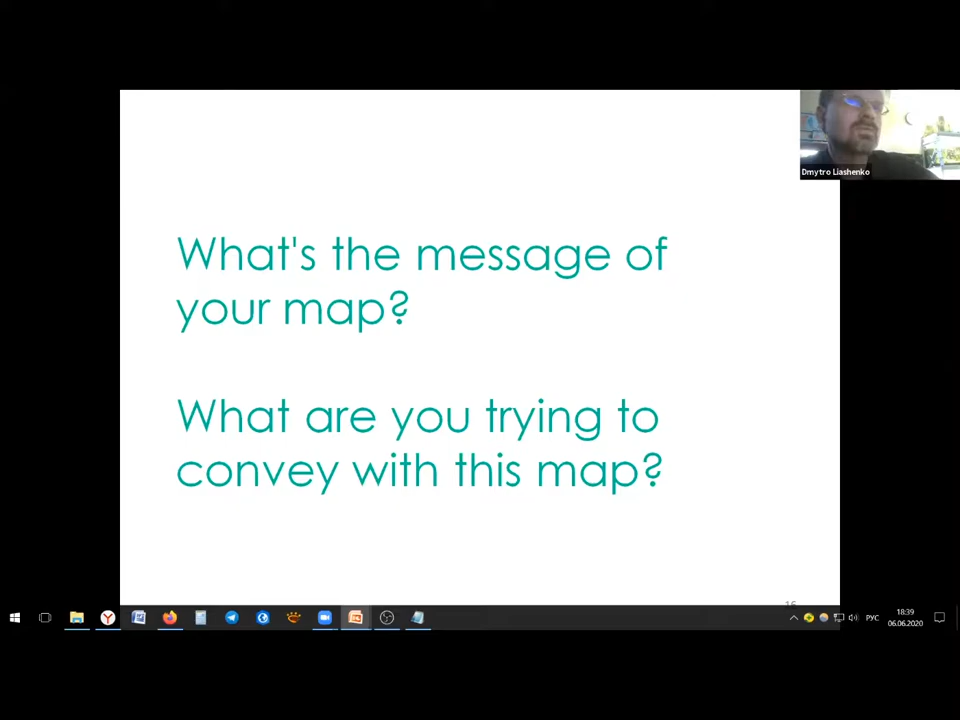 Dmytro Liashenko
What's the message of
your map?
What are you trying to
convey with this map?
16
РУС
18:39
06.06.2020